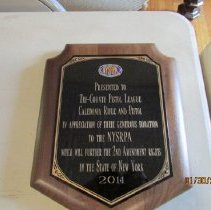 Presented to
Tri-County Pistol League
Caledonia Rifle and Pistol
in appreciation of their generous donation
to the NYSRPA
which will further the 2nd Amendment rights
in the State of New York
2014